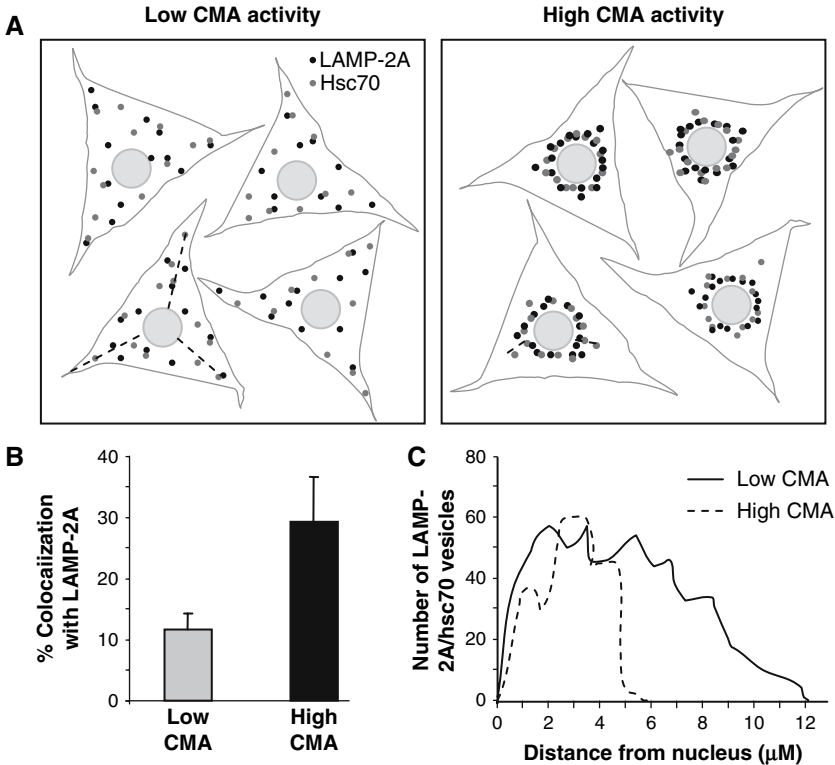 A
Low CMA activity
High CMA activity
LAMP-2A
Hsc70
B
% Colocaiization
with LAMP-2A
40
30
20
10
0
Low
CMA
High
CMA
C
Number of LAMP-
2A/hsc70 vesicles
80
60
40
20
0
Low CMA
High CMA
0 2 4 6 8 10 12
Distance from nucleus (μM)